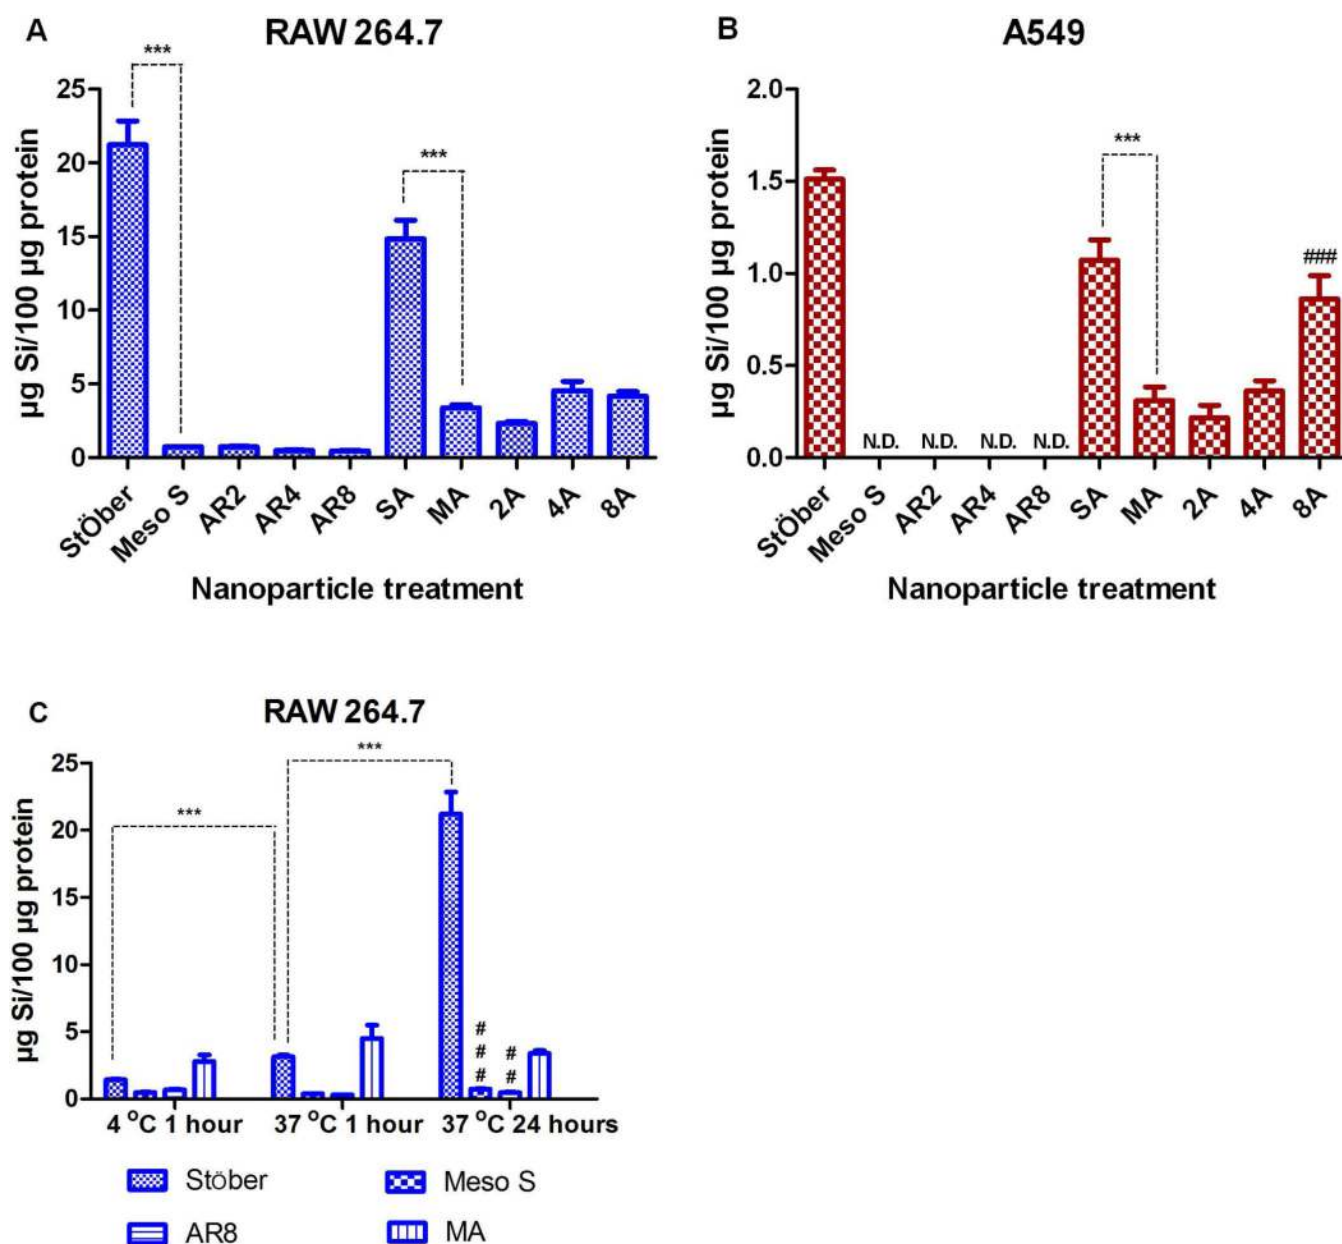 A
RAW 264.7
***
***
25
20
15
10
5
0
µg Si/100 µg protein
StÖber
Meso S
AR2
AR4
AR8
SA
MA
2A
4A
8A
Nanoparticle treatment
B
A549
***
###
2.0
1.5
1.0
0.5
0.0
µg Si/100 µg protein
N.D.
N.D.
N.D.
N.D.
StÖber
Meso S
AR2
AR4
AR8
SA
MA
2A
4A
8A
Nanoparticle treatment
C
RAW 264.7
***
***
25
20
15
10
5
0
µg Si/100 µg protein
###
##
4 °C 1 hour
37 °C 1 hour
37 °C 24 hours
Stöber
Meso S
AR8
MA